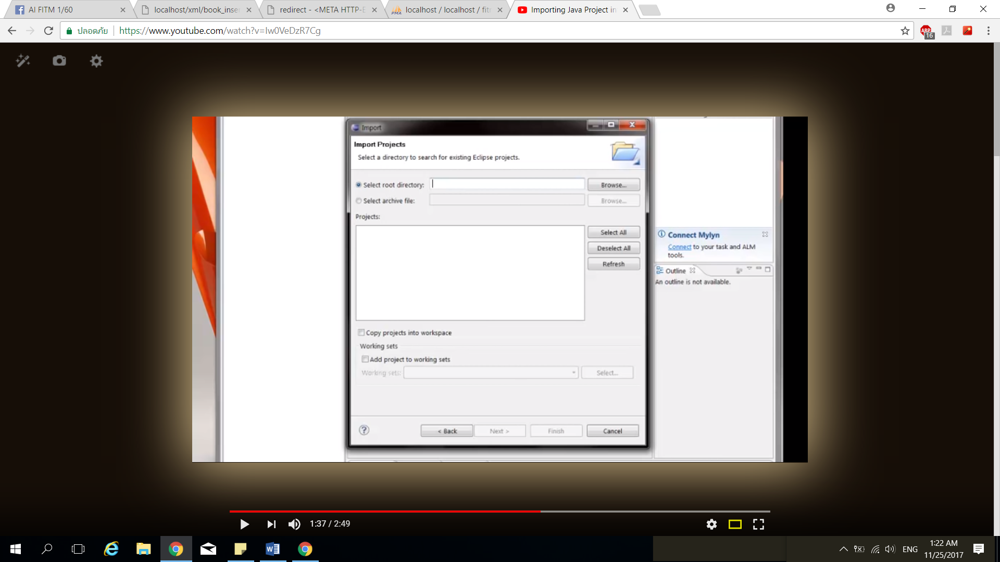 AI FITM 1/60
localhost/xml/book_inser
redirect - <META HTTP-E
PMA
localhost / localhost / fitm
Importing Java Project in
ปลอดภัย
https://www.youtube.com/watch?v=Iw0VeDzR7Cg
ABP
16
Import
Import Projects
Select a directory to search for existing Eclipse projects.
Select root directory:
Browse...
Select archive file:
Browse...
Projects:
Select All
Deselect All
Refresh
Copy projects into workspace
Working sets
Add project to working sets
Working sets:
Select...
?
< Back
Next >
Finish
Cancel
Connect Mylyn
Connect to your task and ALM
tools.
Outline
An outline is not available.
1:37 / 2:49
ENG
1:22 AM
11/25/2017